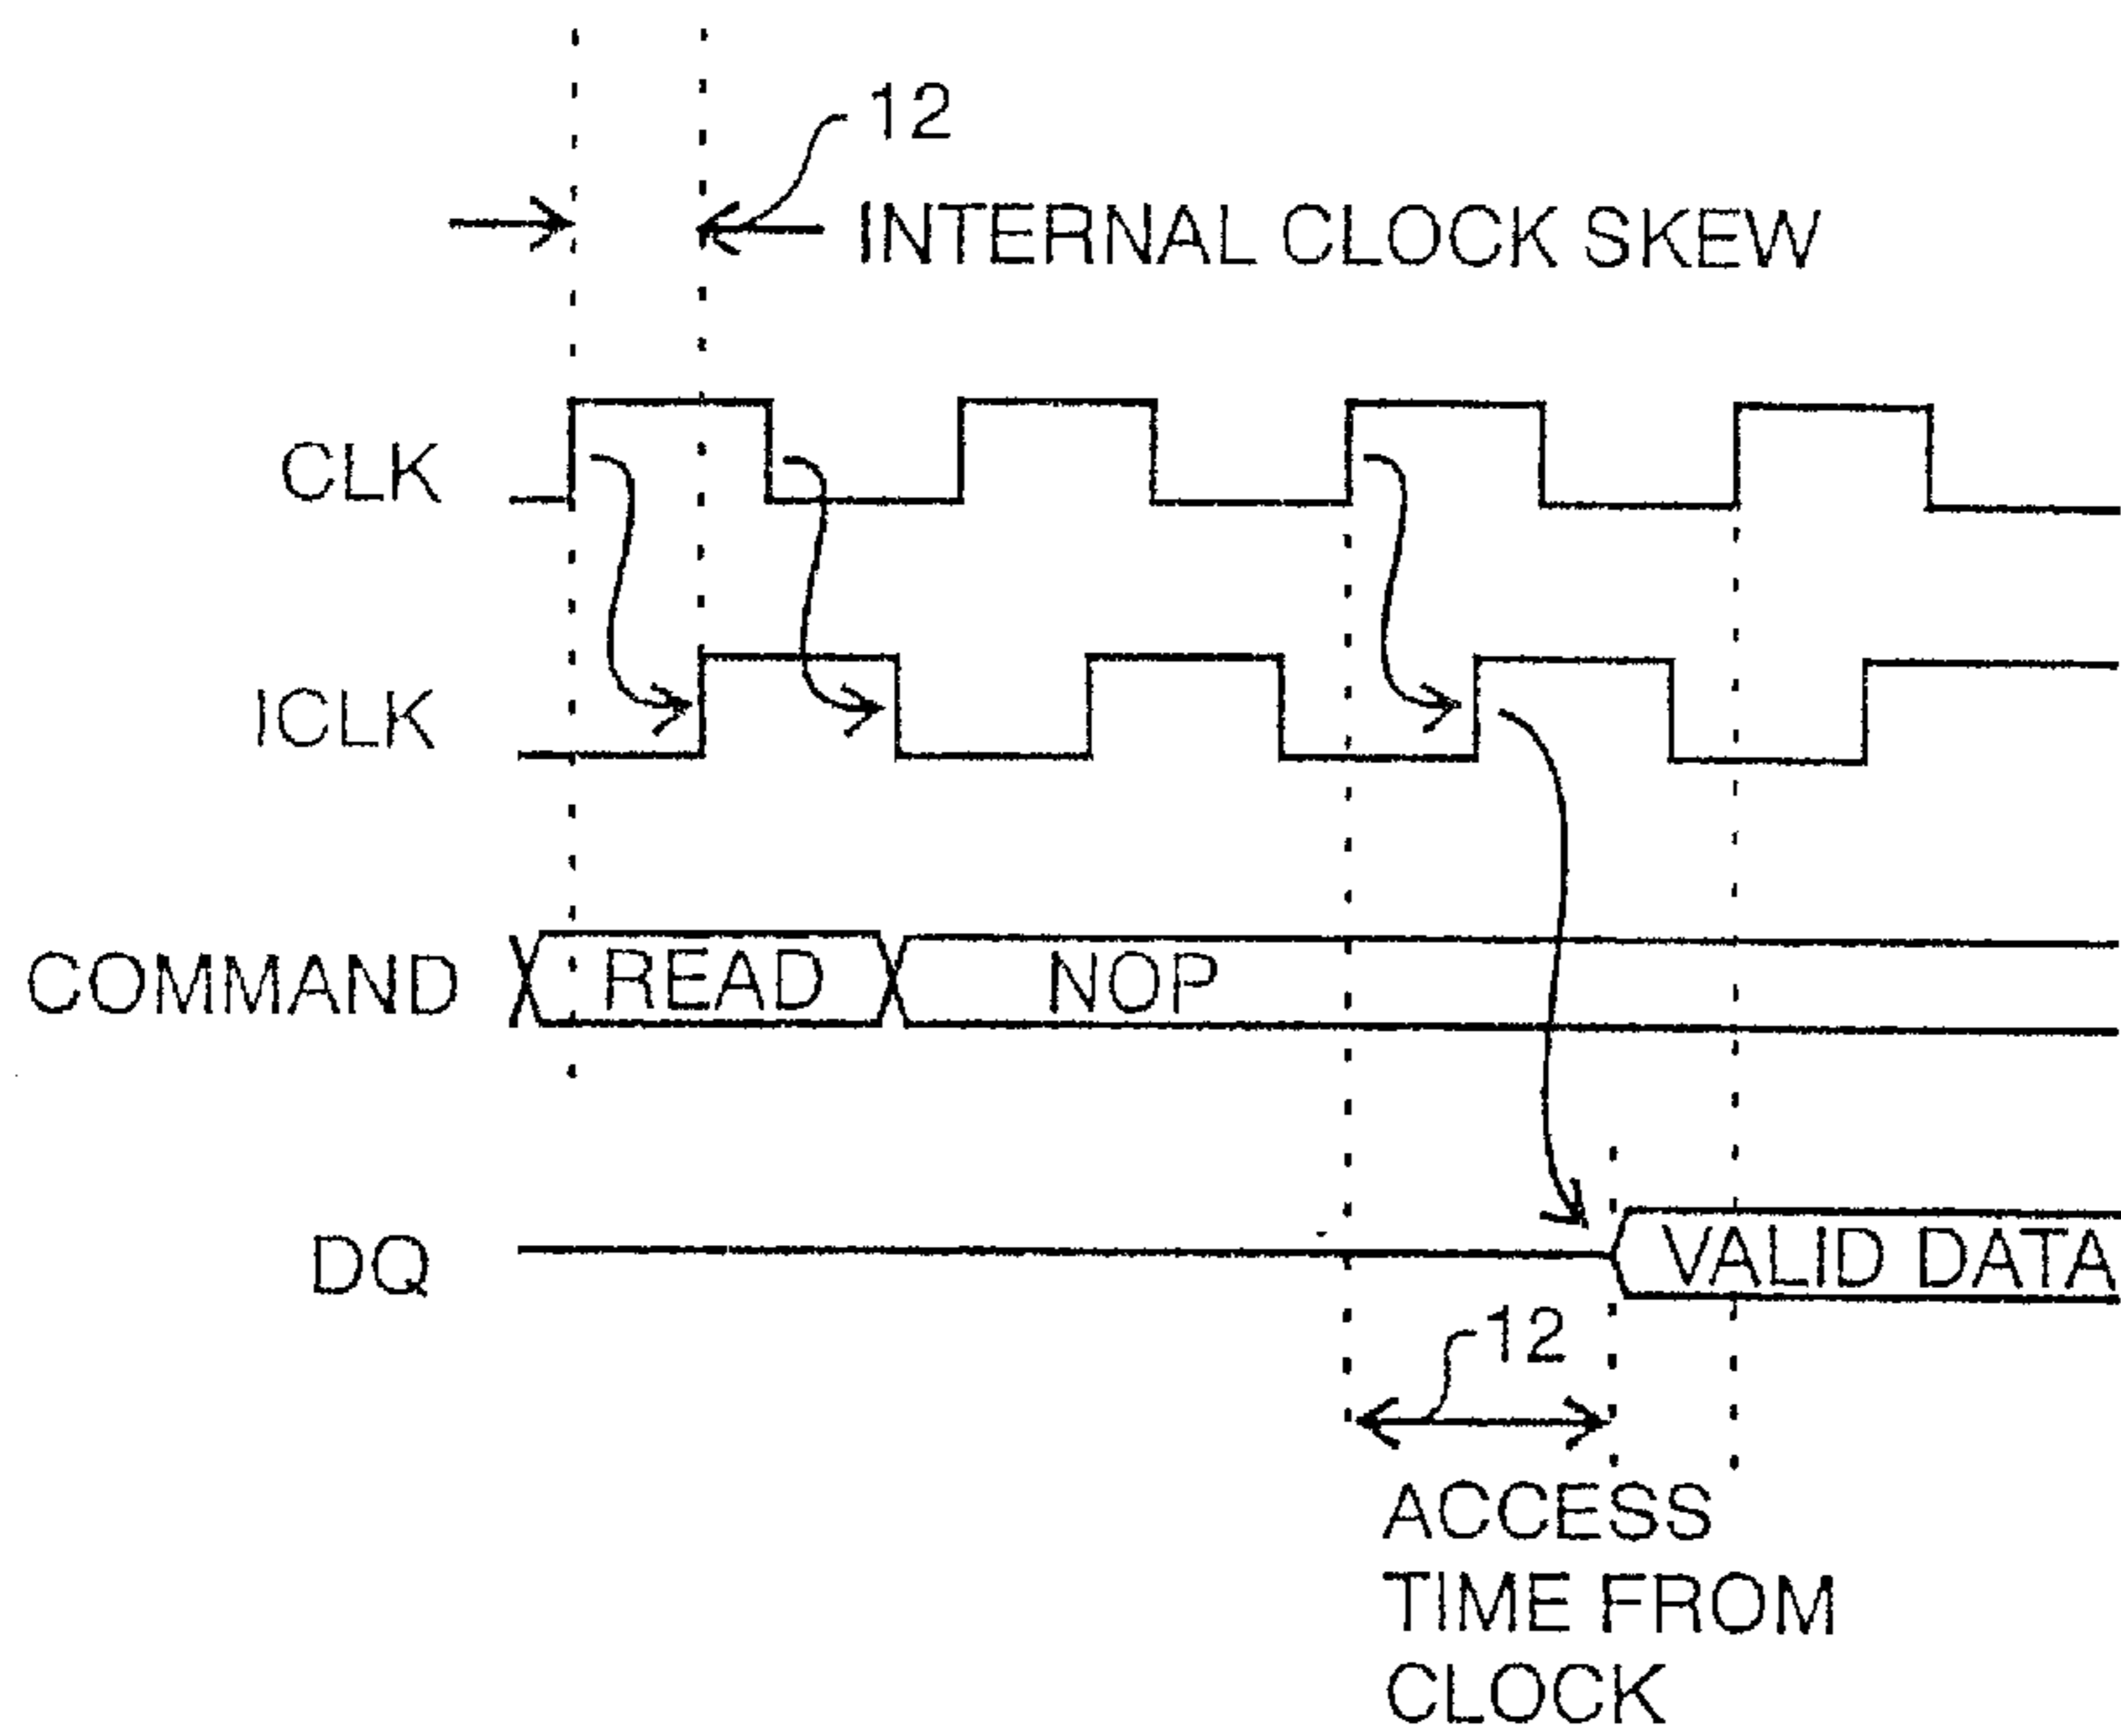 12
INTERNAL CLOCK SKEW
CLK
ICLK
COMMAND READ NOP
DQ VALID DATA
12
ACCESS
TIME FROM
CLOCK